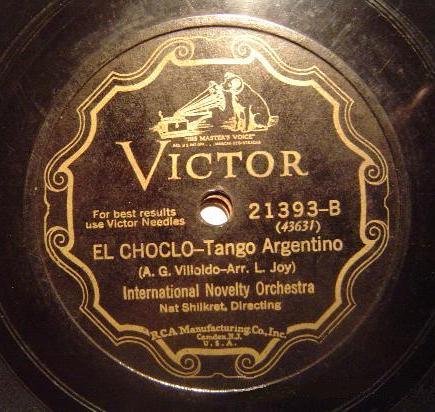 "HIS MASTER'S VOICE"
VICTOR
For best results
use Victor Needles
21393-B
(43631)
EL CHOCLO—Tango Argentino
(A. G. Villoldo—Arr. L. Joy)
International Novelty Orchestra
Nat Shilkret, Directing
R.C.A. Manufacturing Co., Inc.
Camden, N.J.
U. S. A.